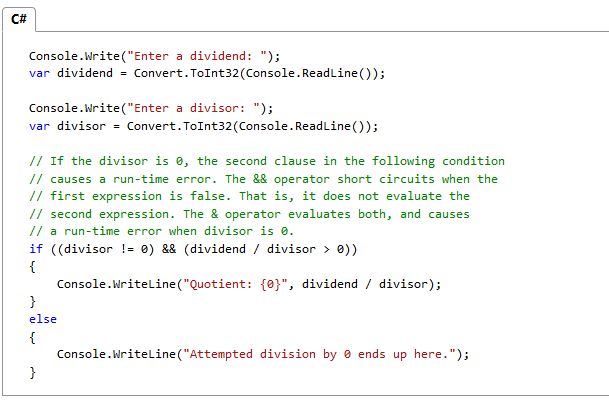 C#
Console.Write("Enter a dividend: ");
var dividend = Convert.ToInt32(Console.ReadLine());
Console.Write("Enter a divisor: ");
var divisor = Convert.ToInt32(Console.ReadLine());
// If the divisor is 0, the second clause in the following condition
// causes a run-time error. The && operator short circuits when the
// first expression is false. That is, it does not evaluate the
// second expression. The & operator evaluates both, and causes
// a run-time error when divisor is 0.
if ((divisor != 0) && (dividend / divisor > 0))
{
    Console.WriteLine("Quotient: {0}", dividend / divisor);
}
else
{
    Console.WriteLine("Attempted division by 0 ends up here.");
}